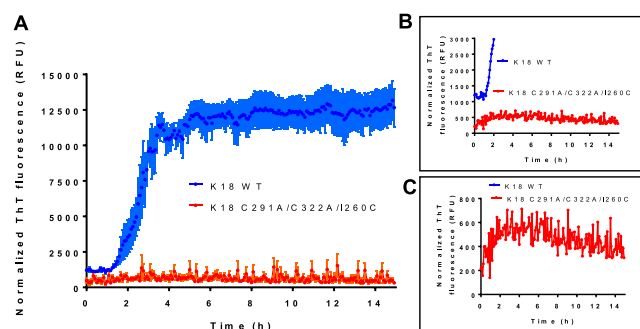 A
Normalized ThT fluorescence (RFU)
15000
12500
10000
7500
5000
2500
0
0 2 4 6 8 10 12 14
Time (h)
K18 WT
K18 C291A/C322A/I260C
B
Normalized ThT
fluorescence (RFU)
3000
2500
2000
1500
1000
500
0
0 2 4 6 8 10 12 14
Time (h)
K18 WT
K18 C291A/C322A/I260C
C
Normalized ThT
fluorescence (RFU)
800
600
400
200
0
0 2 4 6 8 10 12 14
Time (h)
K18 WT
K18 C291A/C322A/I260C